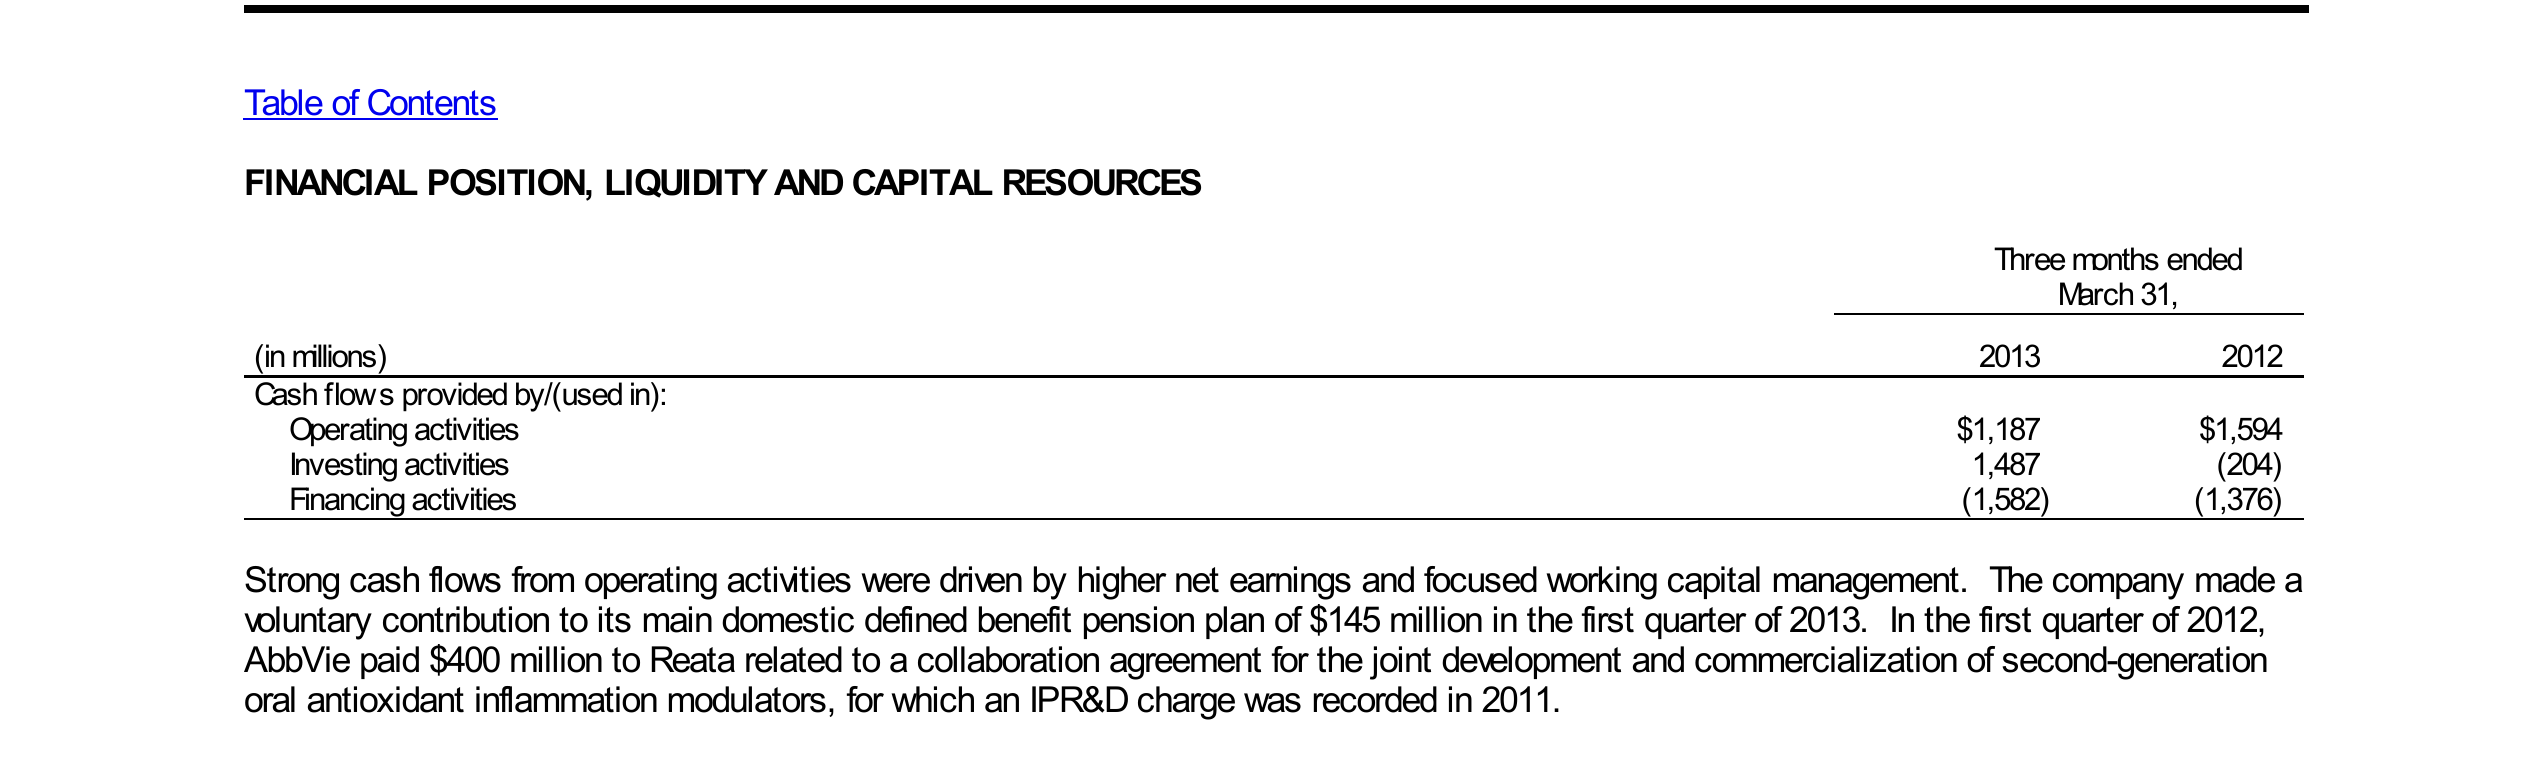 Table of Contents
FINANCIAL POSITION, LIQUIDITY AND CAPITAL RESOURCES
Three months ended
March 31,
(in millions) 2013 2012
Cash flows provided by/(used in):
Operating activities $1,187 $1,594
Investing activities 1,487 (204)
Financing activities (1,582) (1,376)
Strong cash flows from operating activities were driven by higher net earnings and focused working capital management. The company made a
voluntary contribution to its main domestic defined benefit pension plan of $145 million in the first quarter of 2013. In the first quarter of 2012,
AbbVie paid $400 million to Reata related to a collaboration agreement for the joint development and commercialization of second-generation
oral antioxidant inflammation modulators, for which an IPR&D charge was recorded in 2011.